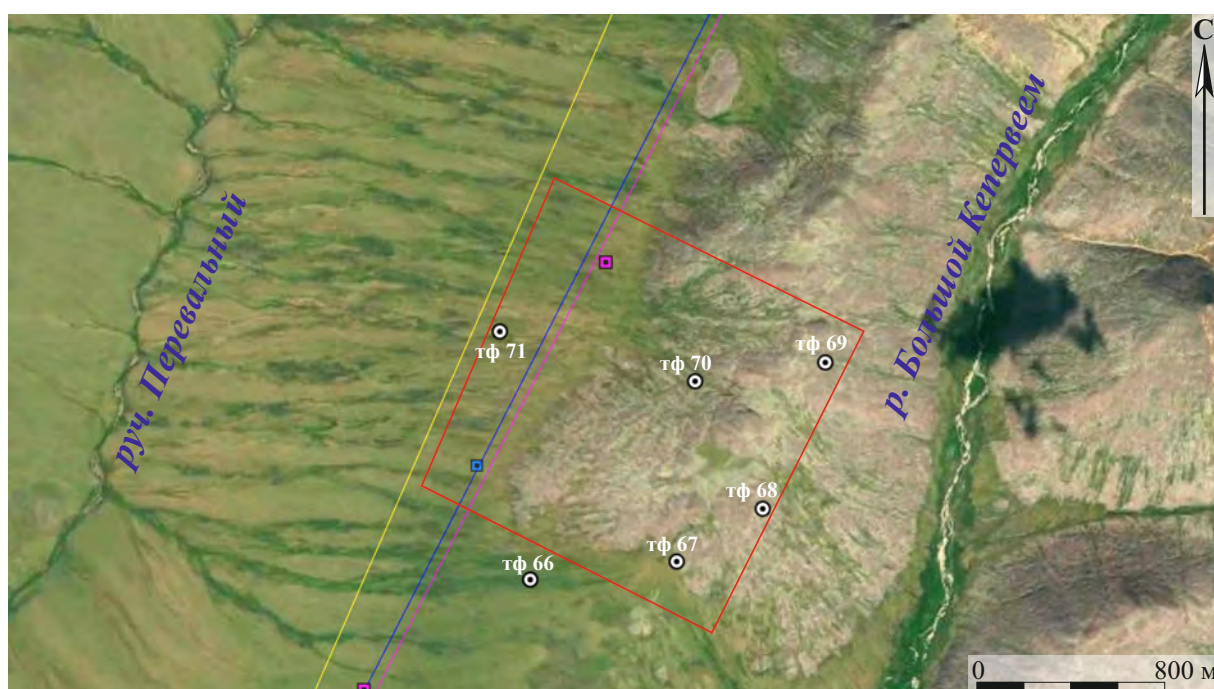 С
руч. Перевальный
р. Большой Кепервеем
тф 71
тф 70
тф 69
тф 68
тф 67
тф 66
0 800 м